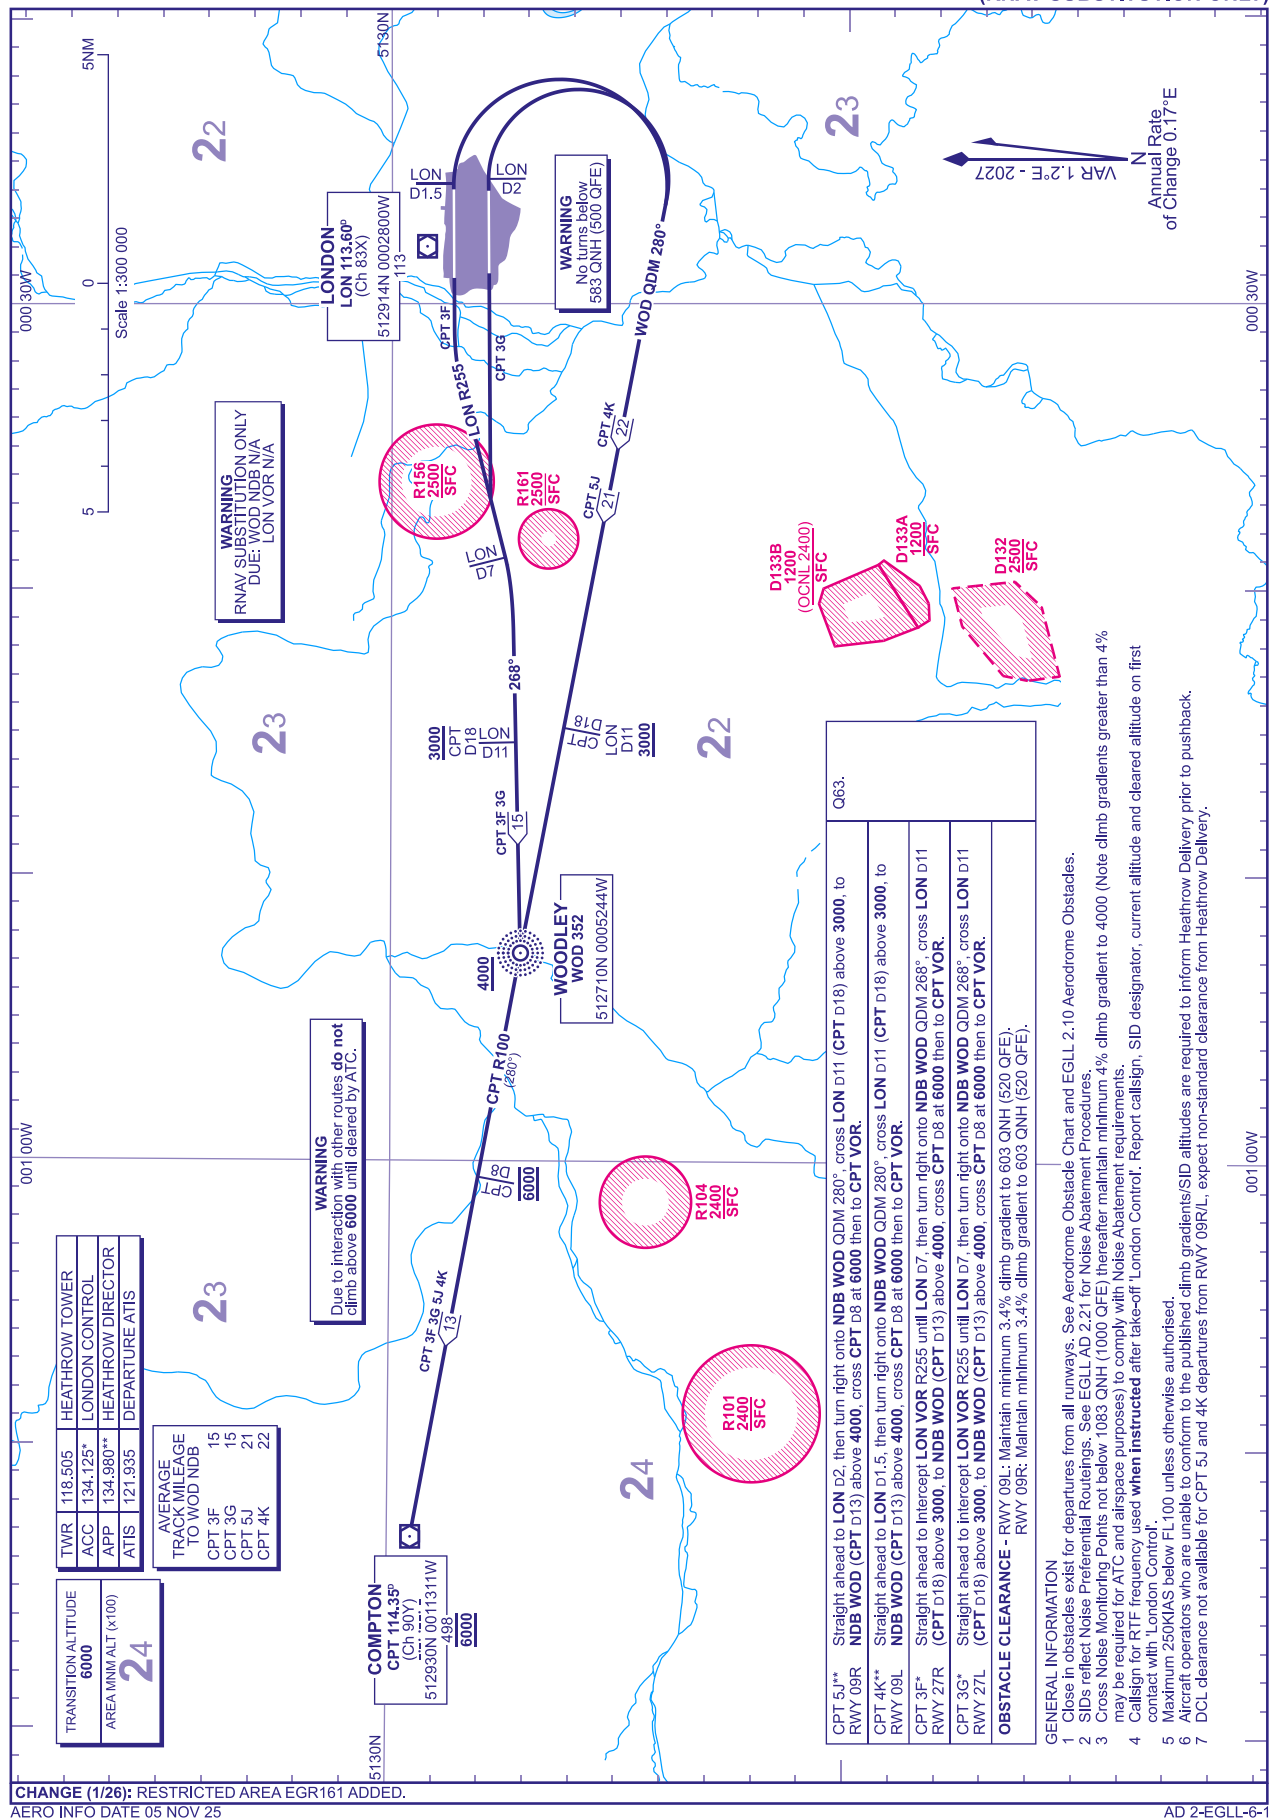 5NM
0
5
Scale 1:300 000
000 30W
5130N
22
23
LONDON
LON 113.60ᴰ
(Ch 83X)
512914N 0002800W
113
LON
D1.5
LON
D2
WARNING
No turns below
583 QNH (500 QFE)
VAR 1.2°E - 2027
N
Annual Rate
of Change 0.17°E
WARNING
RNAV SUBSTITUTION ONLY
DUE: WOD NDB N/A
LON VOR N/A
CPT 3F
CPT 3G
LON R255
WOD QDM 280°
CPT 4K
22
CPT 5J
21
R156
2500
SFC
R161
2500
SFC
LON
D7
D133B
1200
(OCNL 2400)
SFC
D133A
1200
SFC
D132
2500
SFC
000 30W
23
22
268°
3000
CPT
D18
LON
D11
CPT
D18
LON
D11
3000
CPT 3F 3G
15
4000
WOODLEY
WOD 352
512710N 0005244W
CPT R100
(280°)
WARNING
Due to interaction with other routes do not
climb above 6000 until cleared by ATC.
001 00W
CPT
D8
6000
R104
2400
SFC
R101
2400
SFC
CPT 3F 3G 5J 4K
13
23
24
001 00W
TWR 118.505 HEATHROW TOWER
ACC 134.125* LONDON CONTROL
APP 134.980** HEATHROW DIRECTOR
ATIS 121.935 DEPARTURE ATIS
AVERAGE
TRACK MILEAGE
TO WOD NDB
CPT 3F 15
CPT 3G 15
CPT 5J 21
CPT 4K 22
TRANSITION ALTITUDE
6000
AREA MNM ALT (x100)
24
COMPTON
CPT 114.35ᴰ
(Ch 90Y)
512930N 0011311W
498
6000
5130N
CPT 5J** Straight ahead to LON D2, then turn right onto NDB WOD QDM 280°, cross LON D11 (CPT D18) above 3000, to
RWY 09R NDB WOD (CPT D13) above 4000, cross CPT D8 at 6000 then to CPT VOR.
CPT 4K** Straight ahead to LON D1.5, then turn right onto NDB WOD QDM 280°, cross LON D11 (CPT D18) above 3000, to
RWY 09L NDB WOD (CPT D13) above 4000, cross CPT D8 at 6000 then to CPT VOR.
CPT 3F* Straight ahead to intercept LON VOR R255 until LON D7, then turn right onto NDB WOD QDM 268°, cross LON D11
RWY 27R (CPT D18) above 3000, to NDB WOD (CPT D13) above 4000, cross CPT D8 at 6000 then to CPT VOR.
CPT 3G* Straight ahead to intercept LON VOR R255 until LON D7, then turn right onto NDB WOD QDM 268°, cross LON D11
RWY 27L (CPT D18) above 3000, to NDB WOD (CPT D13) above 4000, cross CPT D8 at 6000 then to CPT VOR.
Q63.
OBSTACLE CLEARANCE - RWY 09L: Maintain minimum 3.4% climb gradient to 603 QNH (520 QFE).
RWY 09R: Maintain minimum 3.4% climb gradient to 603 QNH (520 QFE).
GENERAL INFORMATION
1 Close in obstacles exist for departures from all runways. See Aerodrome Obstacle Chart and EGLL 2.10 Aerodrome Obstacles.
2 SIDs reflect Noise Preferential Routeings. See EGLL AD 2.21 for Noise Abatement Procedures.
3 Cross Noise Monitoring Points not below 1083 QNH (1000 QFE) thereafter maintain minimum 4% climb gradient to 4000 (Note climb gradients greater than 4%
may be required for ATC and airspace purposes) to comply with Noise Abatement requirements.
4 Callsign for RTF frequency used when instructed after take-off 'London Control'. Report callsign, SID designator, current altitude and cleared altitude on first
contact with 'London Control'.
5 Maximum 250KIAS below FL100 unless otherwise authorised.
6 Aircraft operators who are unable to conform to the published climb gradients/SID altitudes are required to inform Heathrow Delivery prior to pushback.
7 DCL clearance not available for CPT 5J and 4K departures from RWY 09R/L, expect non-standard clearance from Heathrow Delivery.
CHANGE (1/26): RESTRICTED AREA EGR161 ADDED.
AERO INFO DATE 05 NOV 25
AD 2-EGLL-6-1